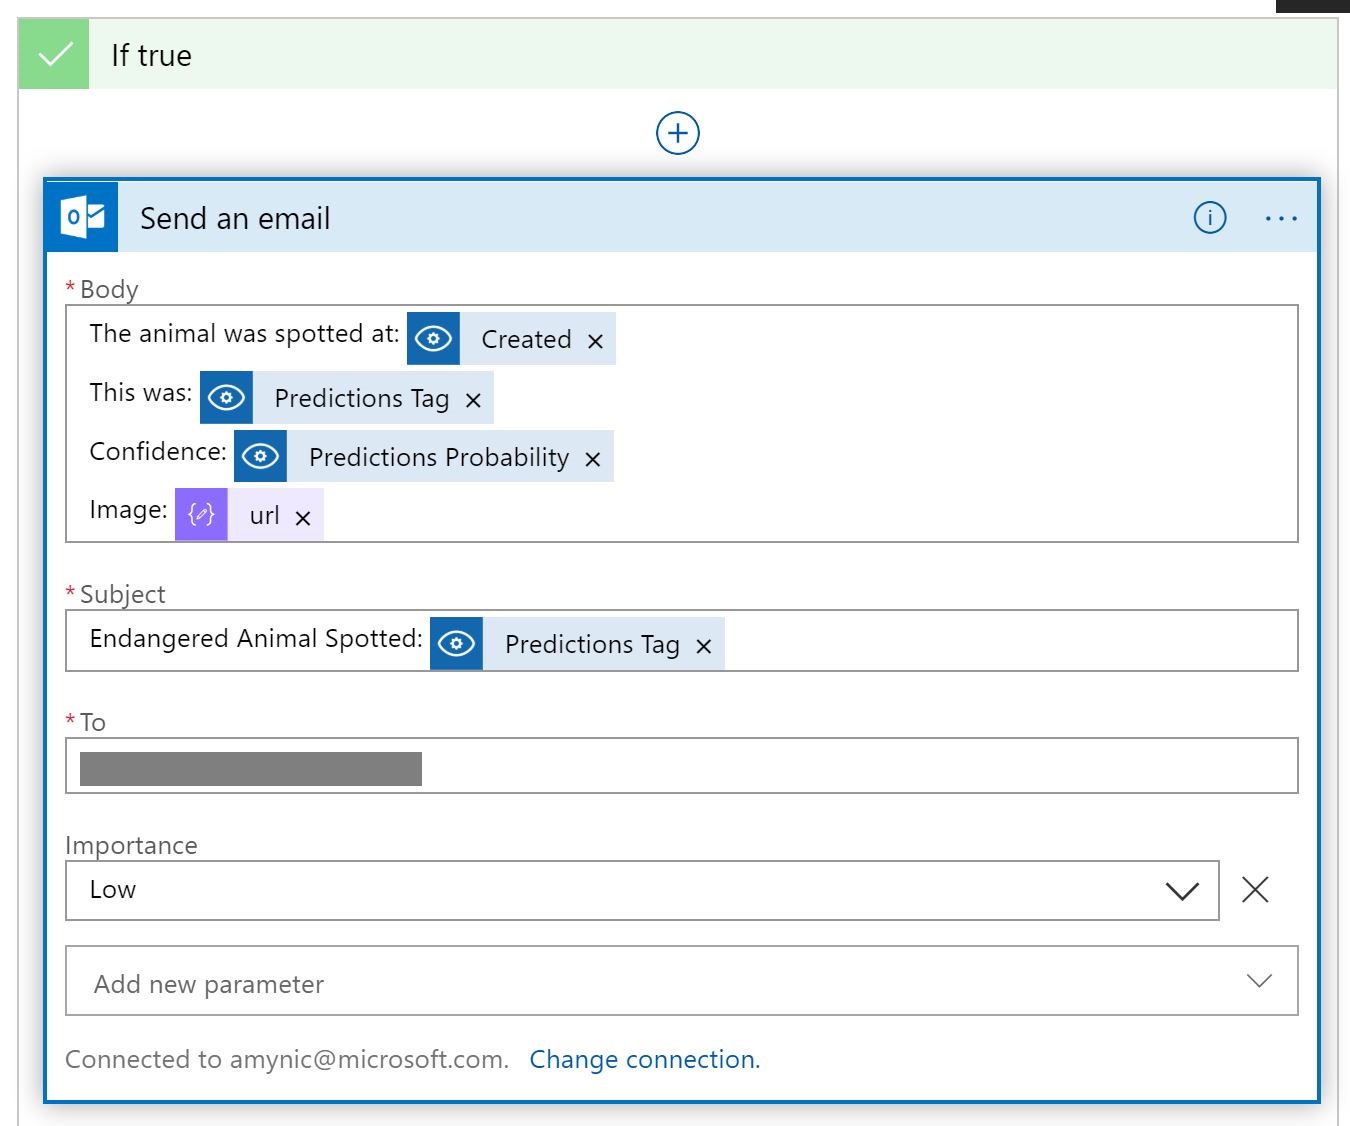 If true
Send an email
* Body
The animal was spotted at: Created ×
This was: Predictions Tag ×
Confidence: Predictions Probability ×
Image: url ×
* Subject
Endangered Animal Spotted: Predictions Tag ×
* To
Importance
Low
Add new parameter
Connected to amynic@microsoft.com. Change connection.